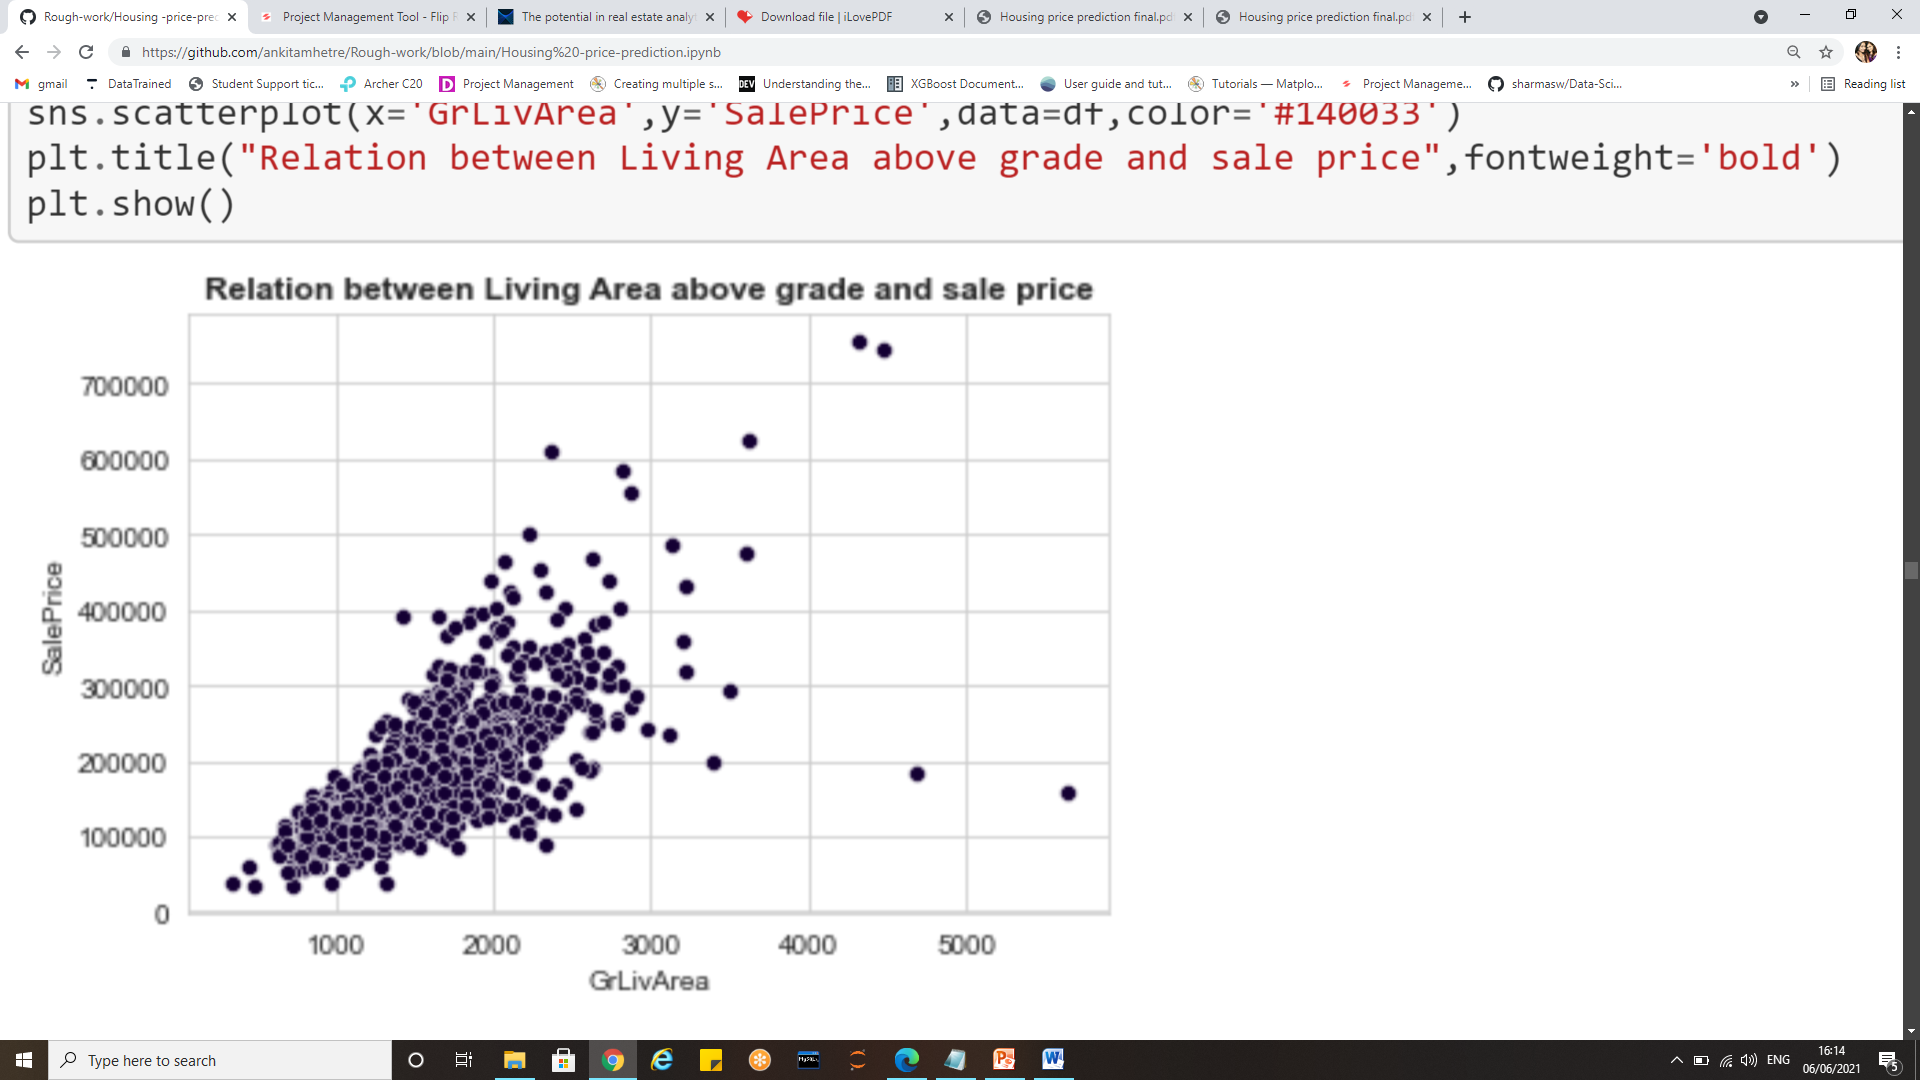 Rough-work/Housing -price-prec
Project Management Tool - Flip R
The potential in real estate analyt
Download file | iLovePDF
Housing price prediction final.pd
Housing price prediction final.pd
https://github.com/ankitamhetre/Rough-work/blob/main/Housing%20-price-prediction.ipynb
gmail
DataTrained
Student Support tic...
Archer C20
Project Management
Creating multiple s...
DEV
Understanding the...
XGBoost Document...
User guide and tut...
Tutorials — Matplo...
Project Manageme...
sharmasw/Data-Sci...
»
Reading list
sns.scatterplot(x='GrLivArea',y='SalePrice',data=df,color='#140033')
plt.title("Relation between Living Area above grade and sale price",fontweight='bold')
plt.show()
Relation between Living Area above grade and sale price
700000
600000
500000
400000
300000
200000
100000
0
SalePrice
1000 2000 3000 4000 5000
GrLivArea
Type here to search
MySQL
ENG
16:14
06/06/2021
5